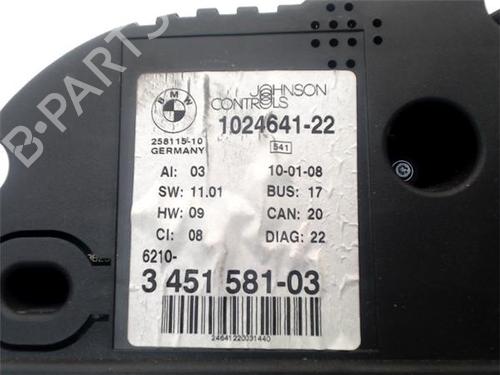 B-PARTS
BMW
JOHNSON
CONTROLS
1024641-22
258115-10
GERMANY
541
AI: 03 10-01-08
SW: 11.01 BUS: 17
HW: 09 CAN: 20
CI: 08 DIAG: 22
6210-
3 451 581-03
24641220031440